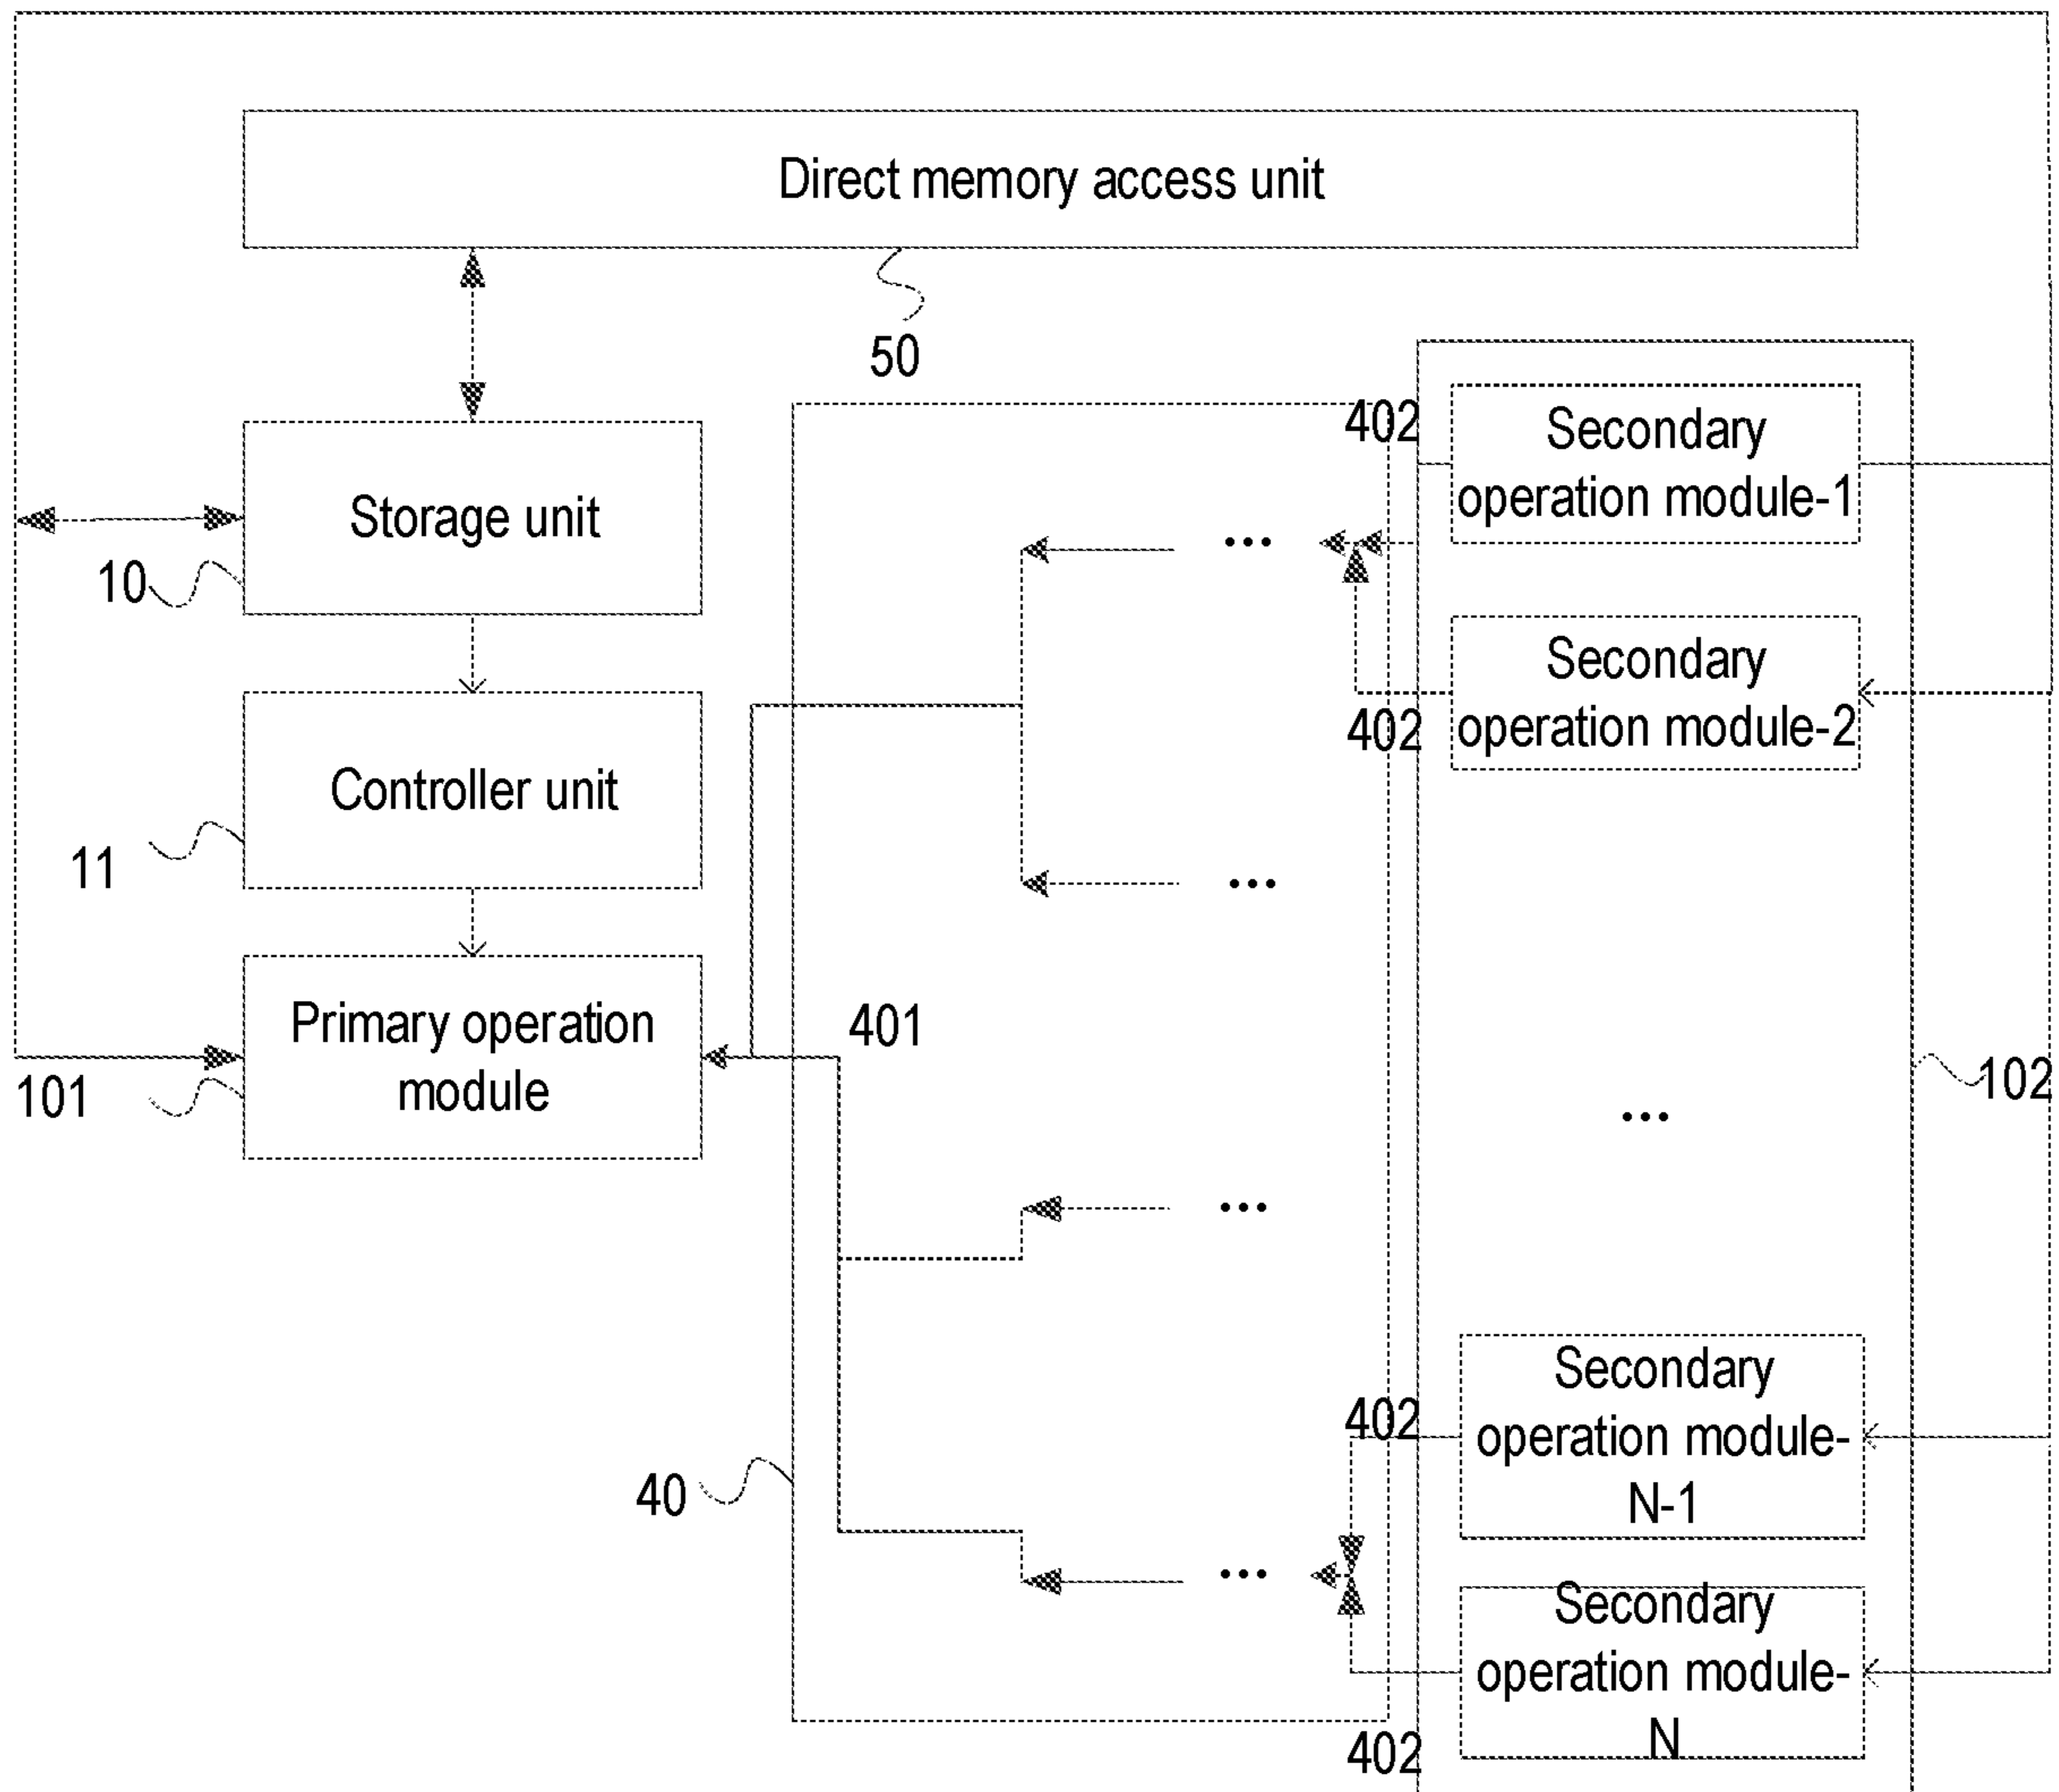 Direct memory access unit
50
402
Secondary
operation module-1
Storage unit
•••
10
Secondary
operation module-2
402
Controller unit
11
•••
Primary operation
module
401
101
102
•••
•••
Secondary
operation module-
N-1
402
40
•••
Secondary
operation module-
N
402